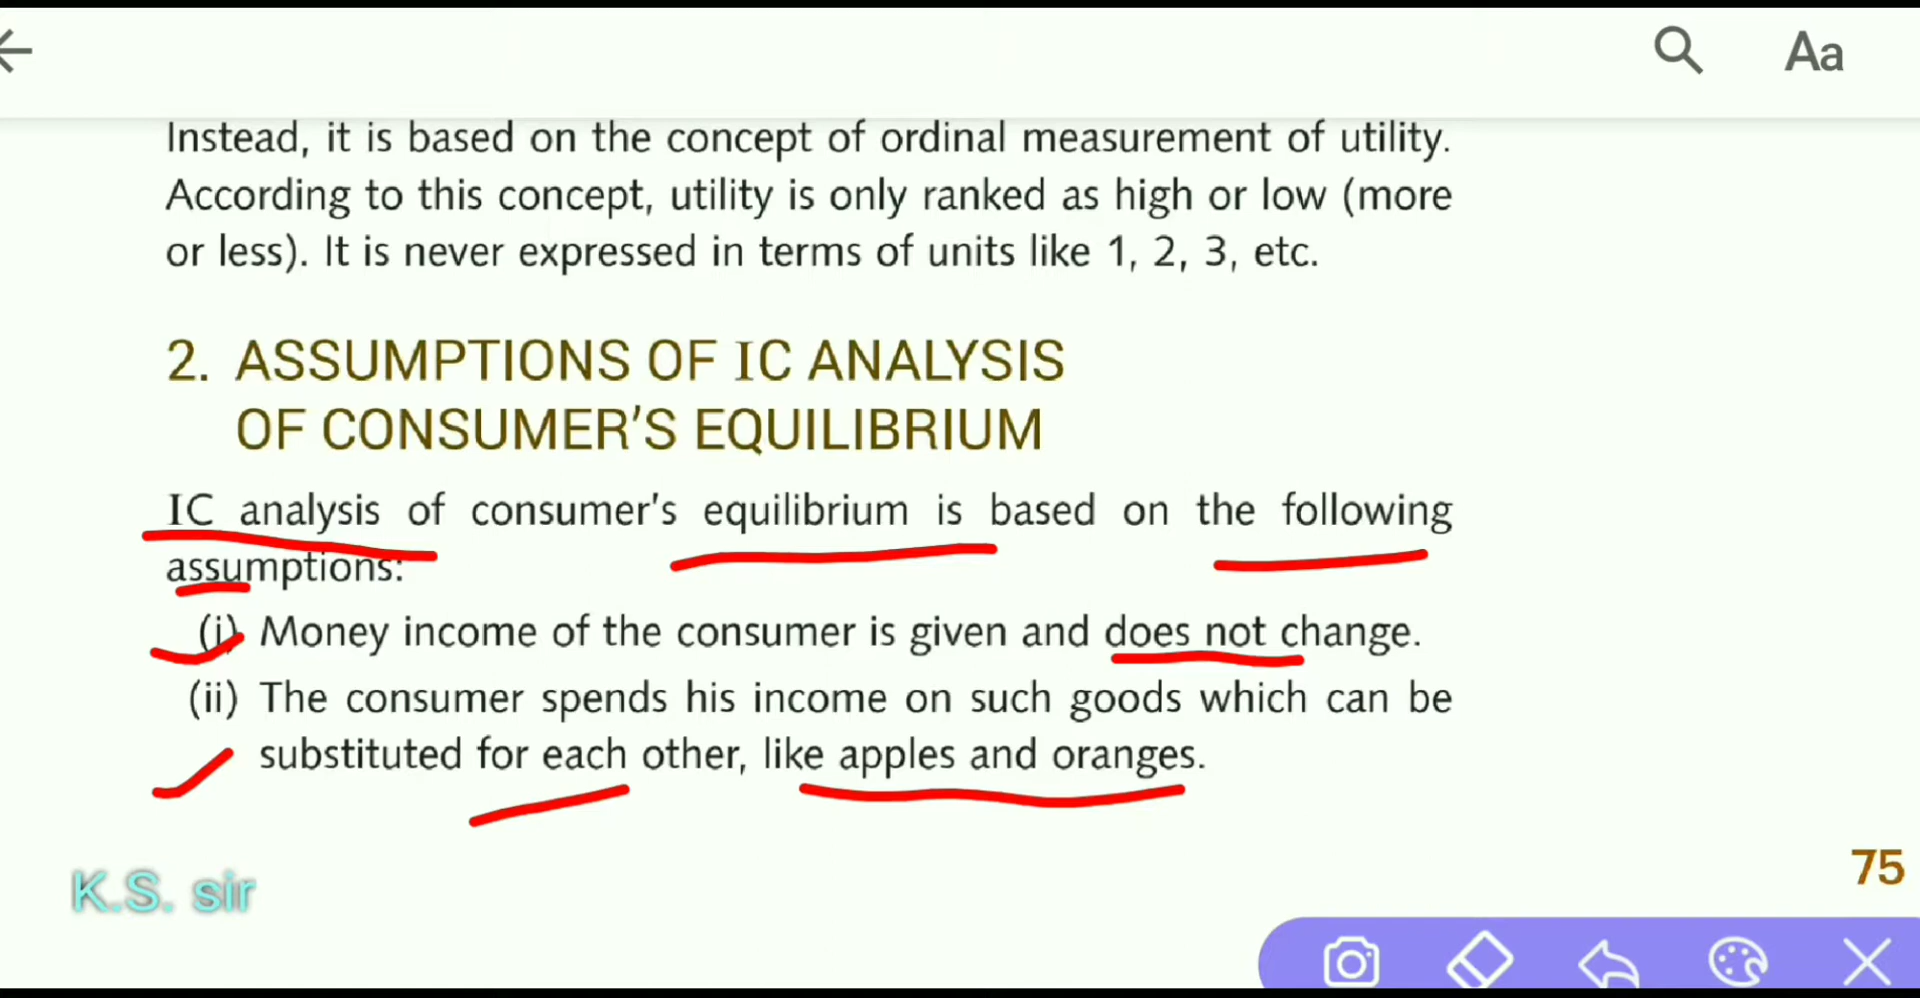 Aa
Instead, it is based on the concept of ordinal measurement of utility.
According to this concept, utility is only ranked as high or low (more
or less). It is never expressed in terms of units like 1, 2, 3, etc.
2. ASSUMPTIONS OF IC ANALYSIS
OF CONSUMER'S EQUILIBRIUM
IC analysis of consumer's equilibrium is based on the following
assumptions:
(i) Money income of the consumer is given and does not change.
(ii) The consumer spends his income on such goods which can be
substituted for each other, like apples and oranges.
75
K.S. sir